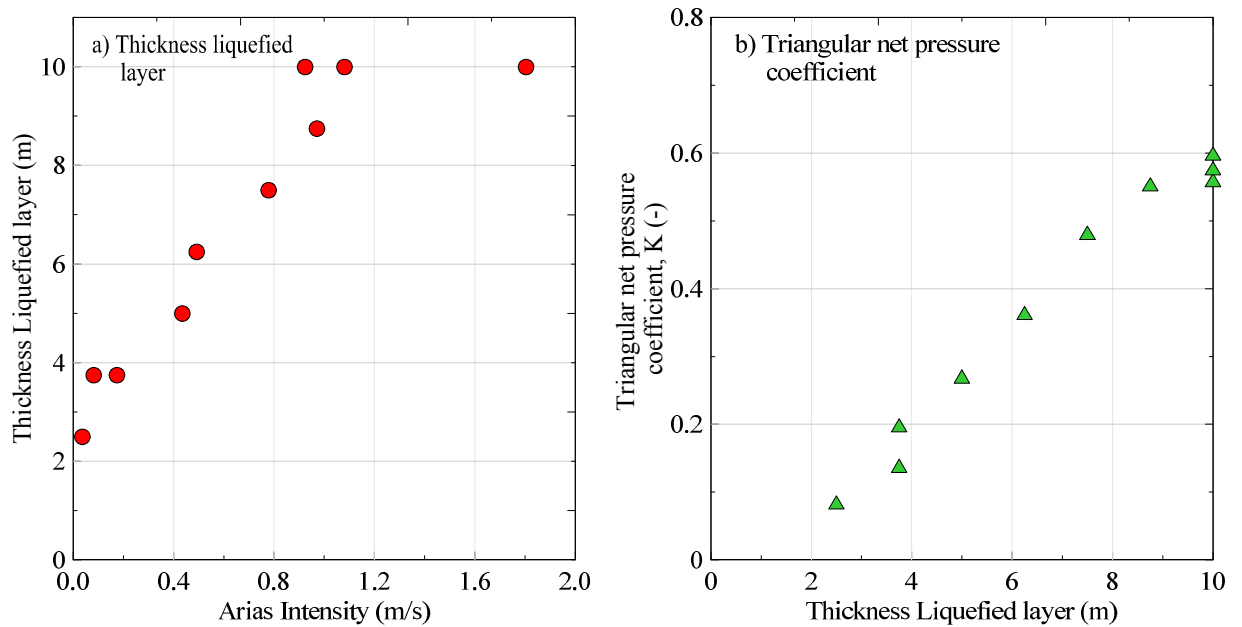 a) Thickness liquefied
layer
Thickness Liquefied layer (m)
10
8
6
4
2
0
0.0 0.4 0.8 1.2 1.6 2.0
Arias Intensity (m/s)
b) Triangular net pressure
coefficient
Triangular net pressure
coefficient, K (-)
0.8
0.6
0.4
0.2
0
0 2 4 6 8 10
Thickness Liquefied layer (m)